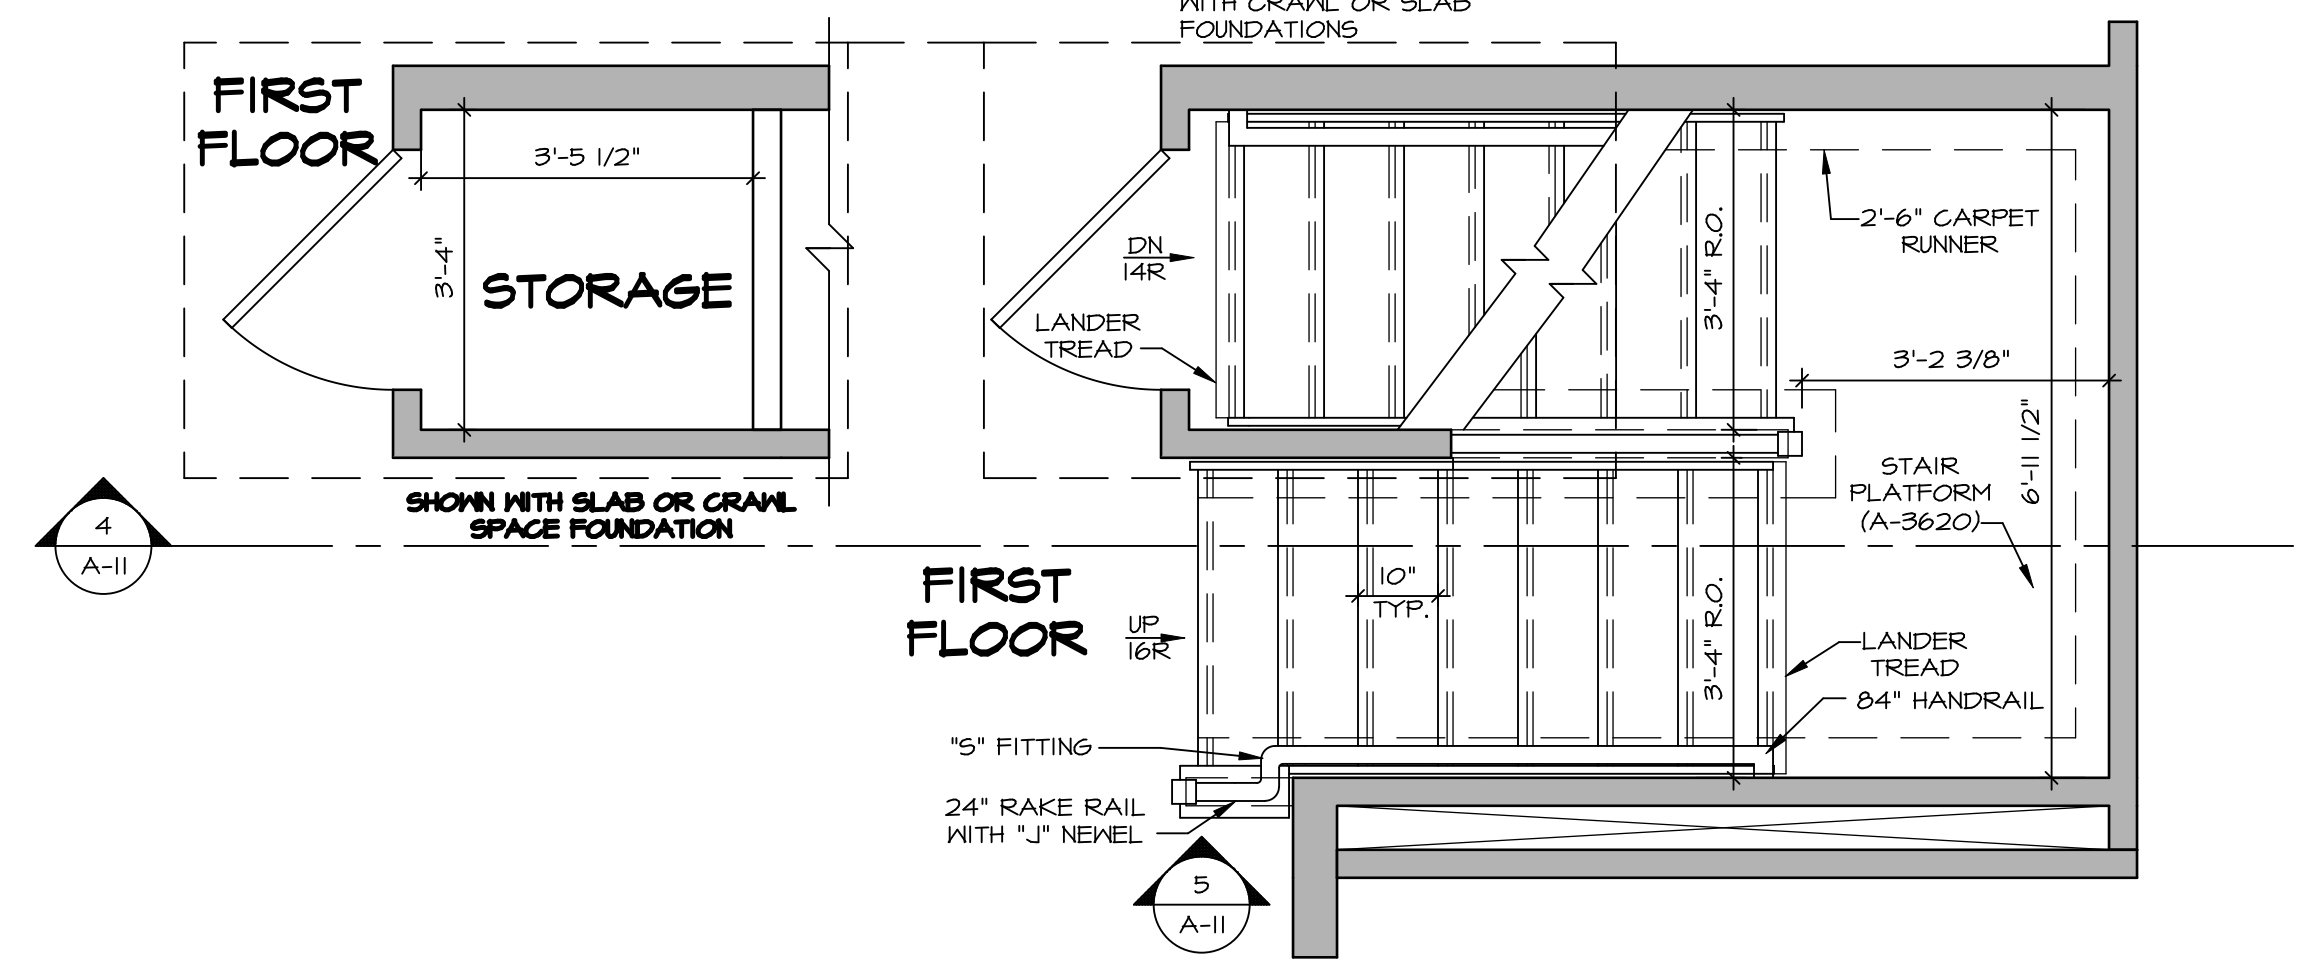 WITH CRAWL OR SLAB
FOUNDATIONS
FIRST
FLOOR
3'-5 1/2"
3'-4"
STORAGE
SHOWN WITH SLAB OR CRAWL
SPACE FOUNDATION
4
A-11
DN
14R
LANDER
TREAD
3'-4" R.O.
2'-6" CARPET
RUNNER
3'-2 3/8"
6'-11 1/2"
STAIR
PLATFORM
(A-3620)
FIRST
FLOOR
UP
16R
10"
TYP.
3'-4" R.O.
LANDER
TREAD
84" HANDRAIL
"S" FITTING
24" RAKE RAIL
WITH "J" NEWEL
5
A-11